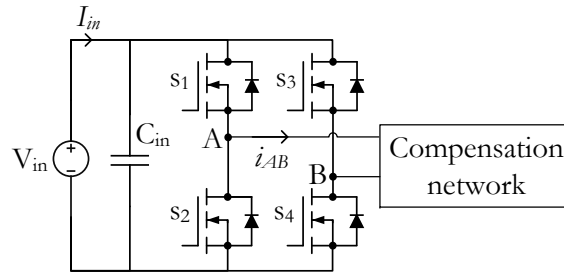 I_in
s1
s3
A
i_AB
C_in
V_in
+
−
B
Compensation
network
s2
s4